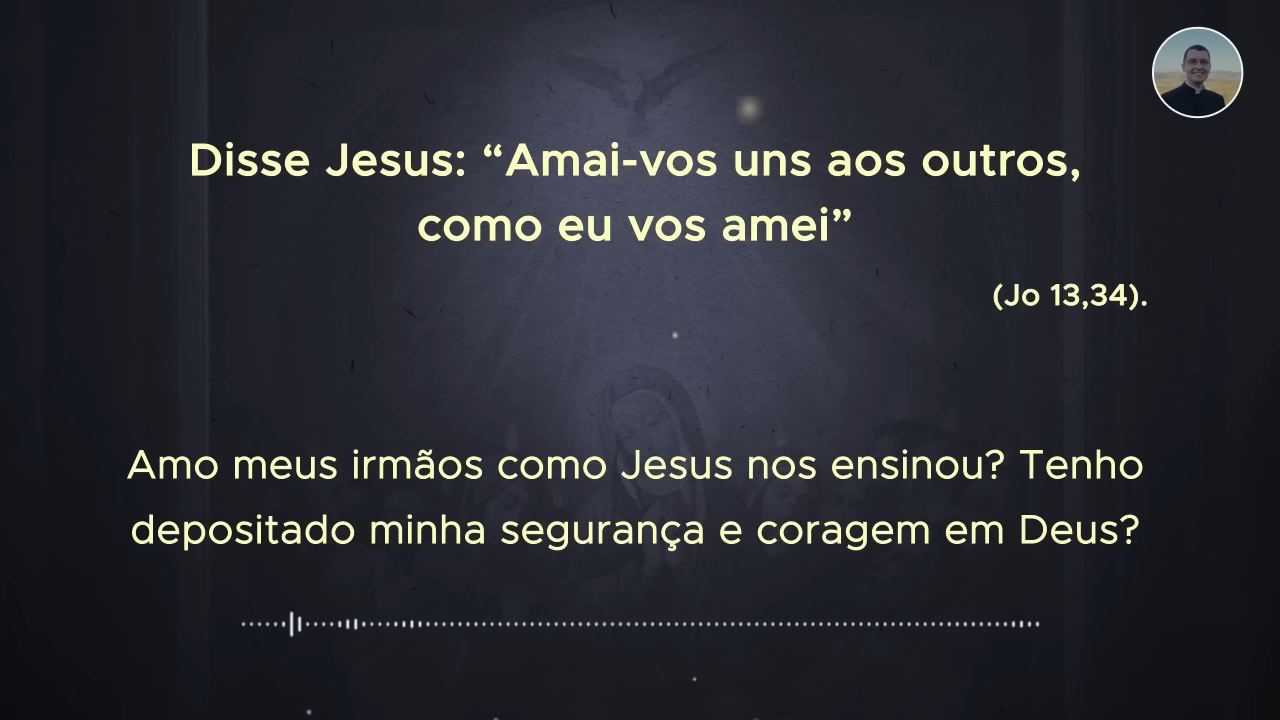 Disse Jesus: “Amai-vos uns aos outros,
como eu vos amei”
(Jo 13,34).
Amo meus irmãos como Jesus nos ensinou? Tenho
depositado minha segurança e coragem em Deus?